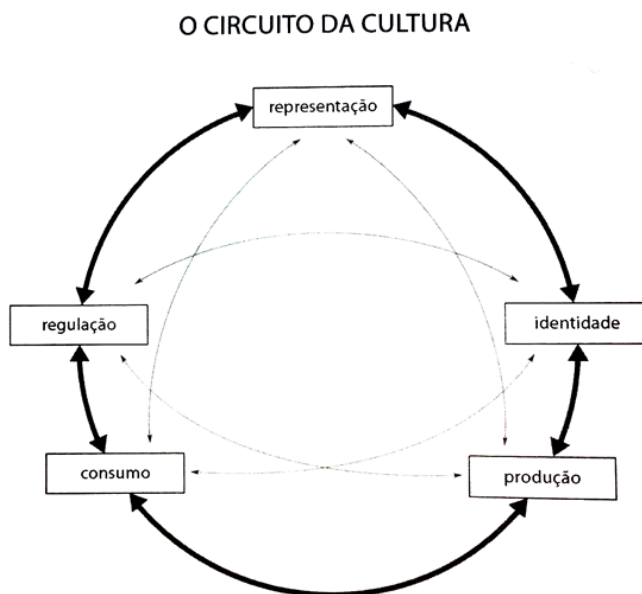 O CIRCUITO DA CULTURA
representação
regulação
identidade
consumo
produção